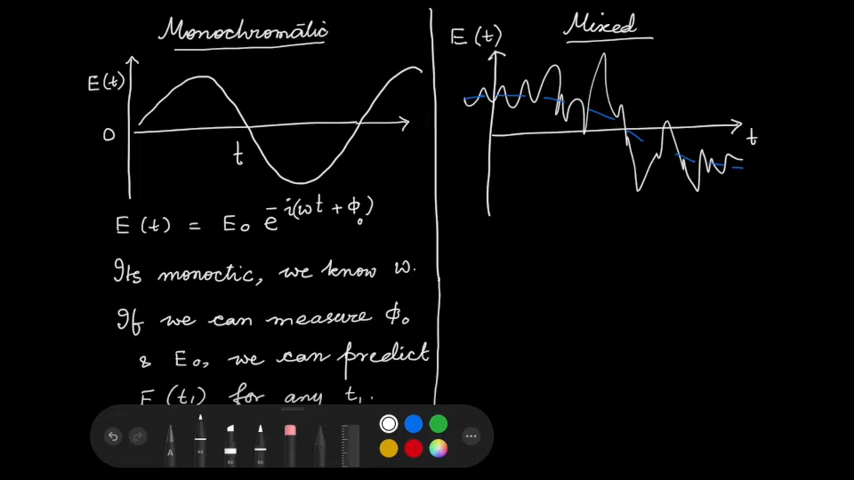 Monochromatic
E(t)
0
t
E(t) = E₀ e^-i(ωt + ϕ₀)
Its monoctic, we know ω.
If we can measure ϕ₀
& E₀, we can predict
E(t₁) for any t₁.
Mixed
E(t)
t
A